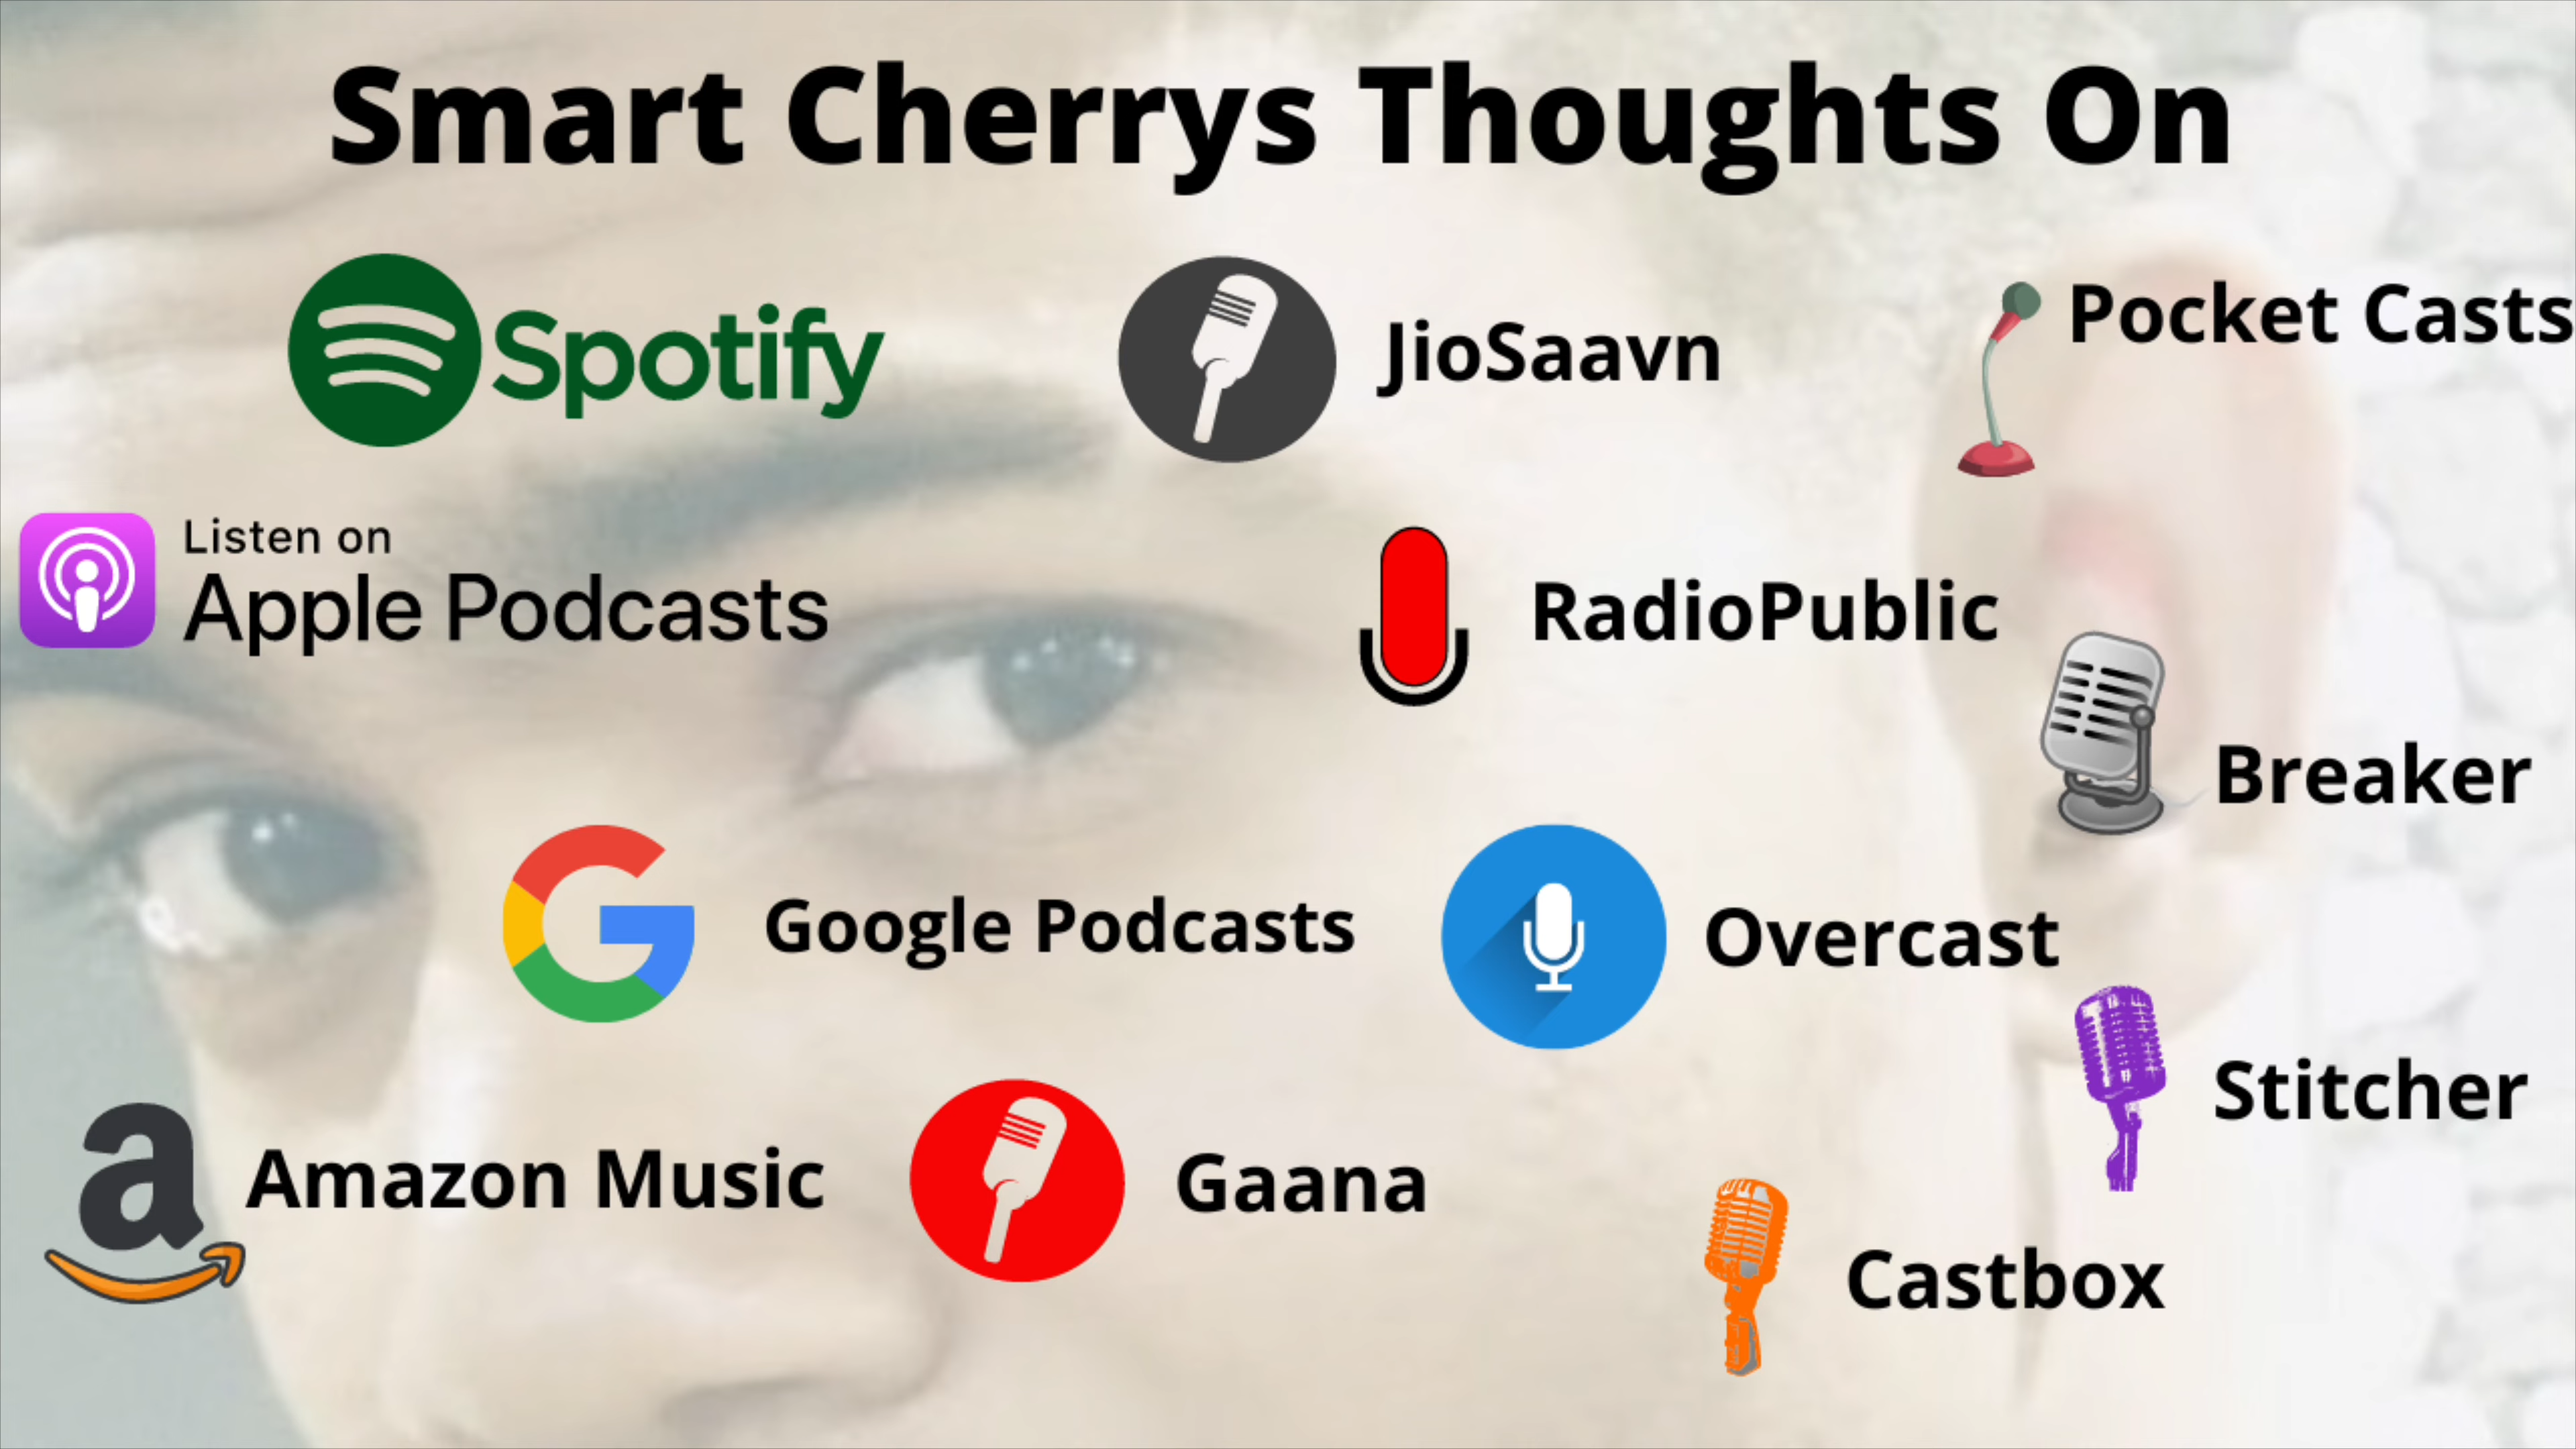 Smart Cherrys Thoughts On
Spotify
JioSaavn
Pocket Casts
Listen on
Apple Podcasts
RadioPublic
Breaker
Google Podcasts
Overcast
Stitcher
a Amazon Music
Gaana
Castbox